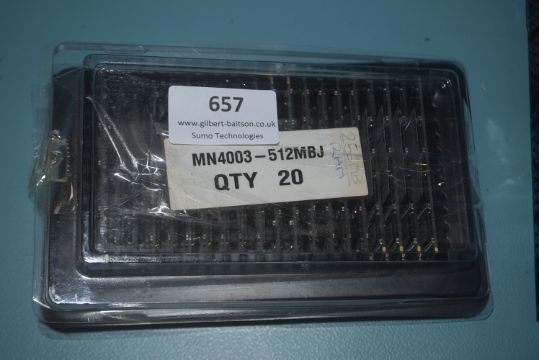 657
www.gilbert-baitson.co.uk
Sumo Technologies
MN4003-512MBJ
QTY 20